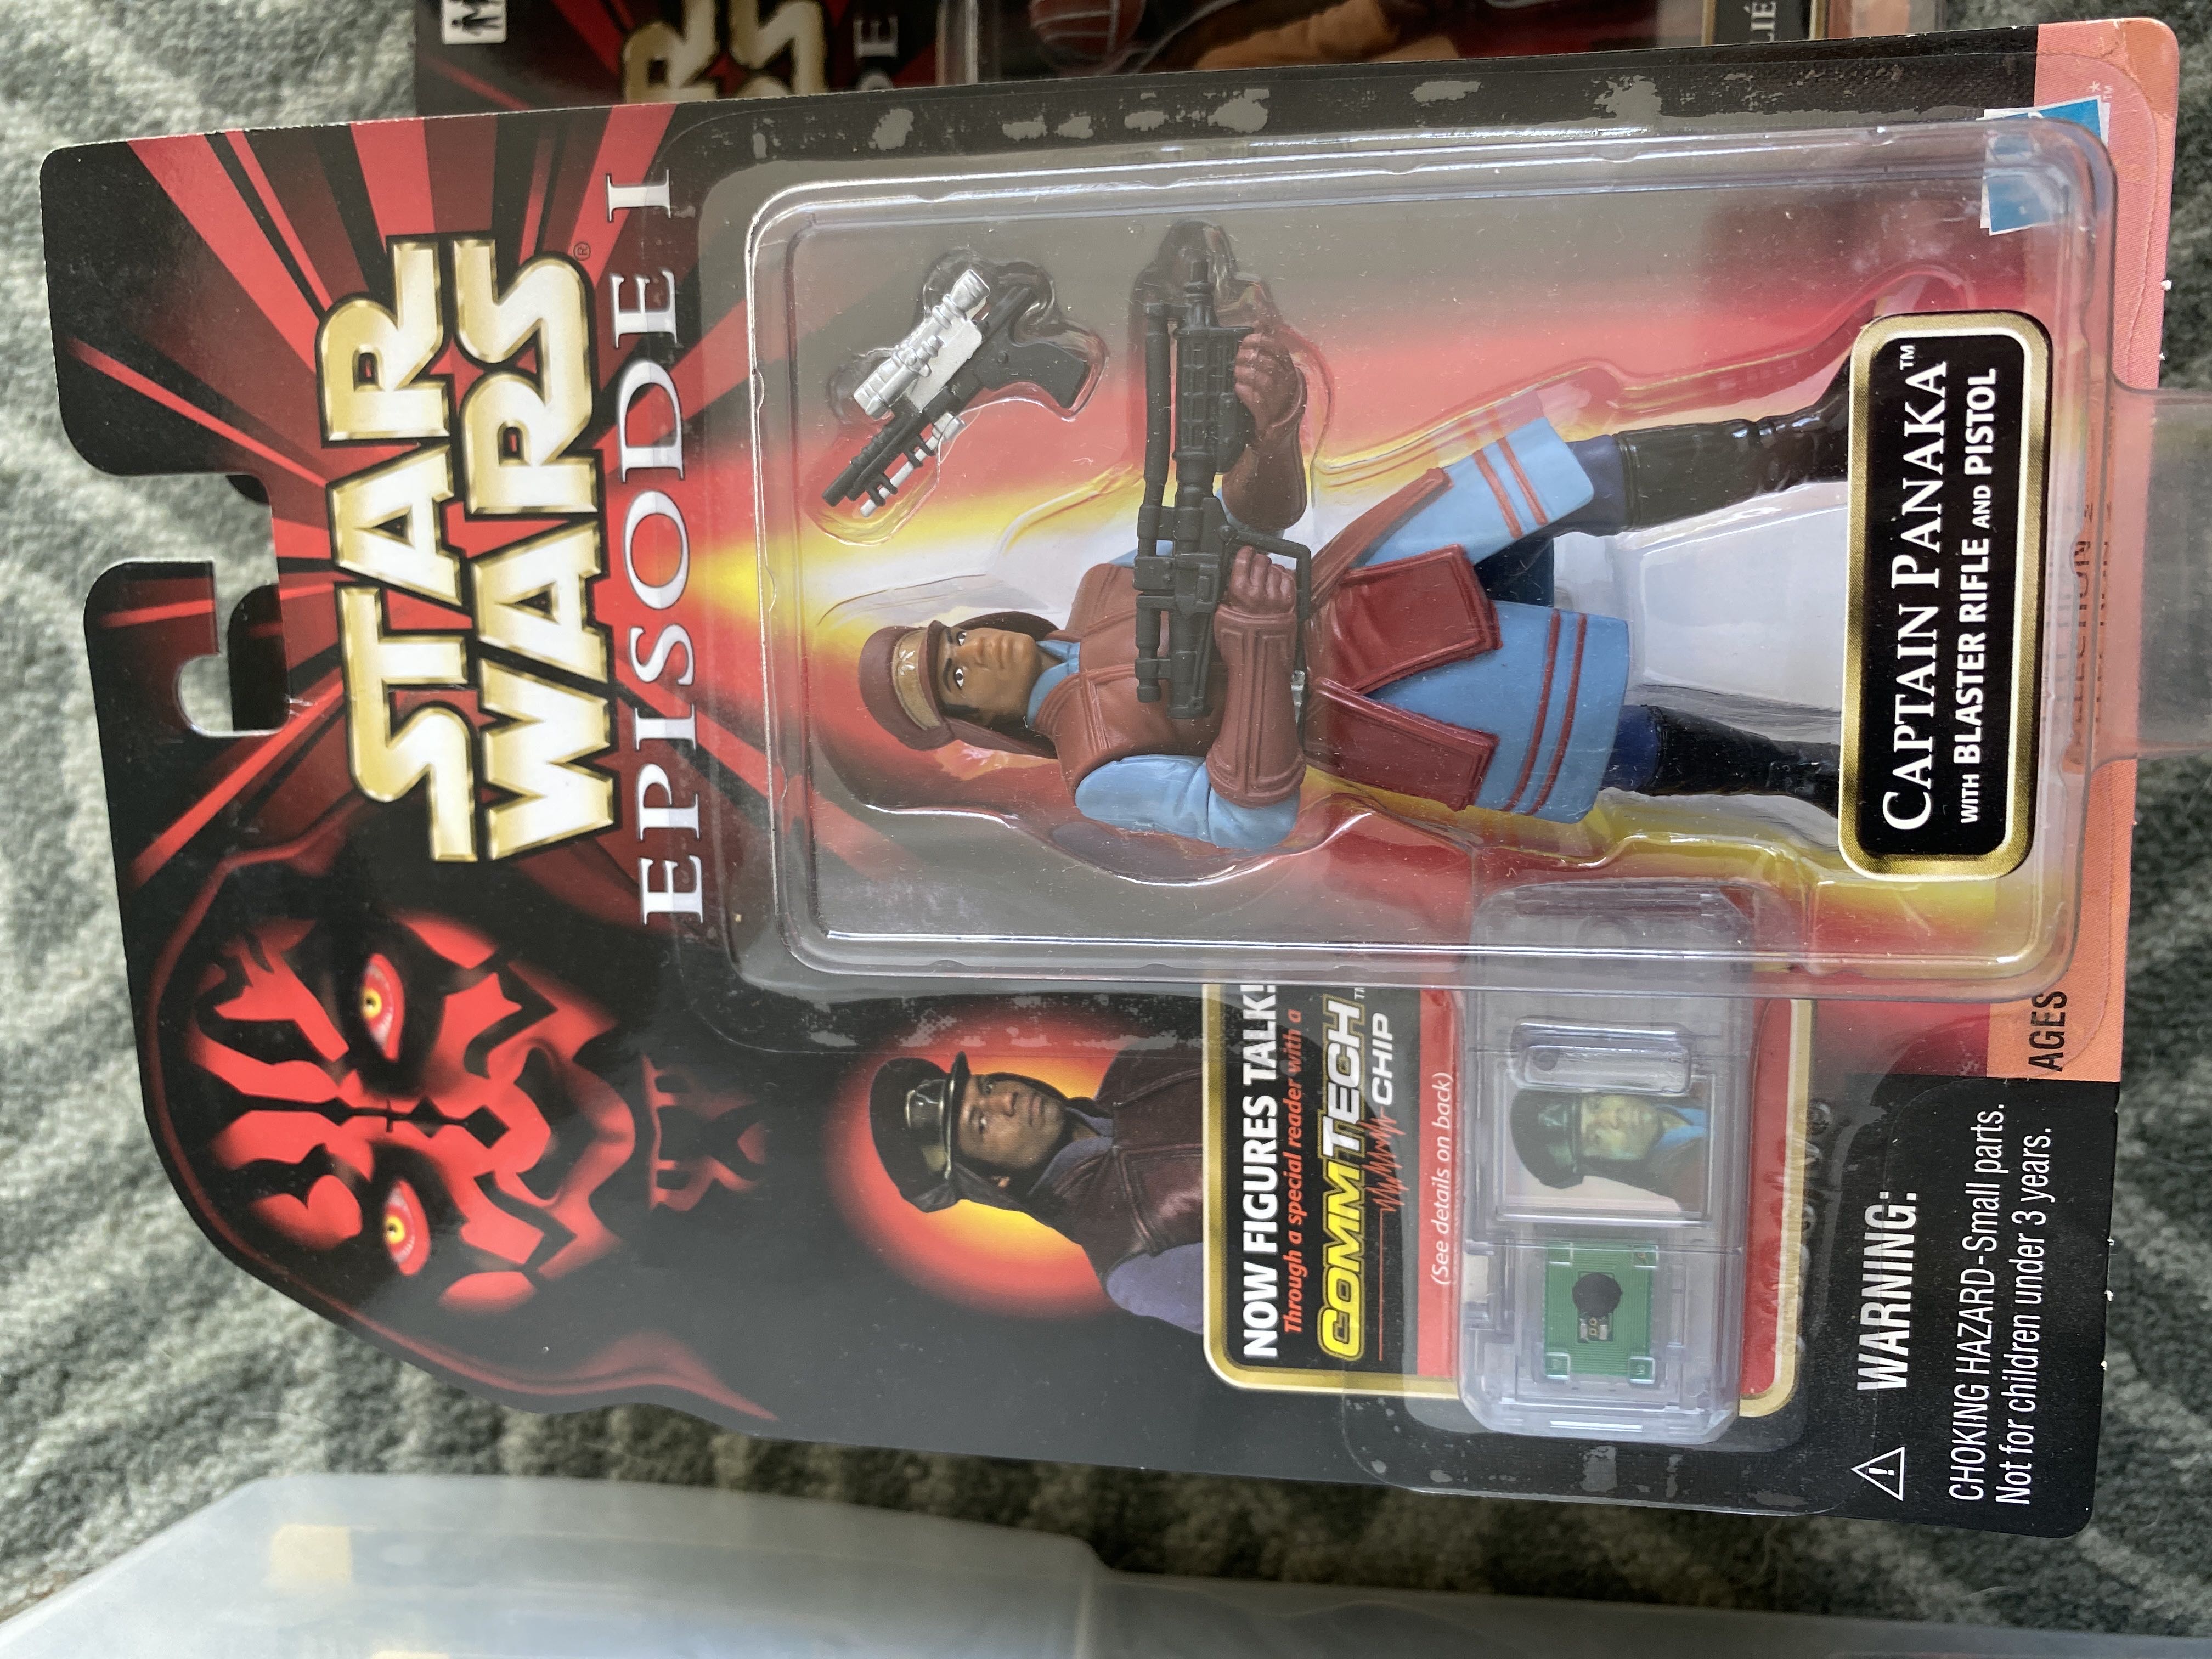 STAR
WARS®
EPISODE I
NOW FIGURES TALK!
Through a special reader with a
COMMTECH™
CHIP
(See details on back)
CAPTAIN PANAKA™
WITH BLASTER RIFLE AND PISTOL
AGES
WARNING:
CHOKING HAZARD-Small parts.
Not for children under 3 years.